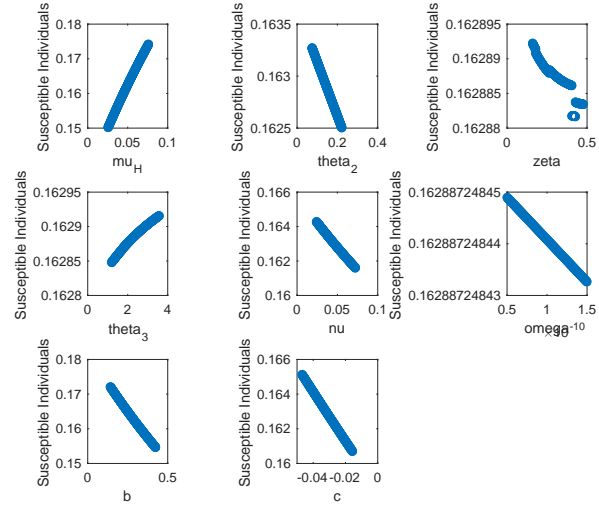 Susceptible Individuals
0.18
0.17
0.16
0.15
0 0.05 0.1
mu_H
Susceptible Individuals
0.1635
0.163
0.1625
0 0.2 0.4
theta_2
Susceptible Individuals
0.162895
0.16289
0.162885
0.16288
0 0.5
zeta
Susceptible Individuals
0.16295
0.1629
0.16285
0.1628
0 2 4
theta_3
Susceptible Individuals
0.166
0.164
0.162
0.16
0 0.05 0.1
nu
Susceptible Individuals
0.16288724845
0.16288724844
0.16288724843
0.5 1 1.5
omega
×10^-10
Susceptible Individuals
0.18
0.17
0.16
0.15
0 0.5
b
Susceptible Individuals
0.166
0.164
0.162
0.16
-0.04 -0.02 0
c